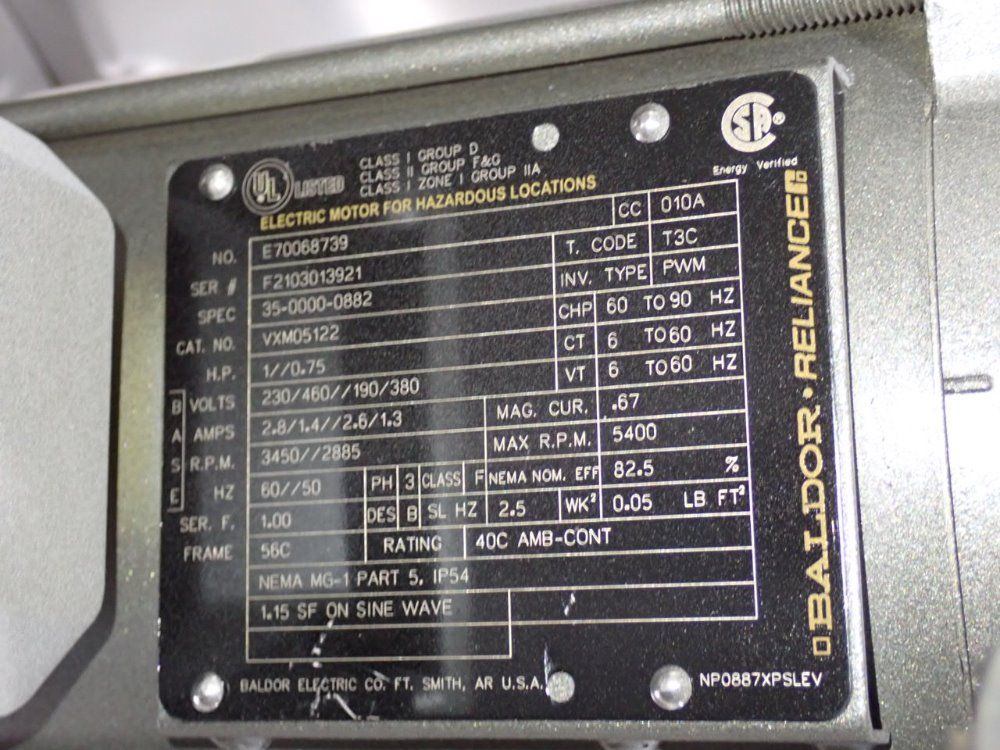 UL LISTED
CLASS I GROUP D
CLASS II GROUP F&G
CLASS I ZONE I GROUP IIA
ELECTRIC MOTOR FOR HAZARDOUS LOCATIONS
SA®
Energy Verified
NO. E70068739 CC 010A
SER # F2103013921 T. CODE T3C
SPEC 35-0000-0882 INV. TYPE PWM
CAT. NO. VXM05122 CHP 60 TO 90 HZ
H.P. 1//0.75 CT 6 TO 60 HZ
VOLTS 230/460//190/380 VT 6 TO 60 HZ
AMPS 2.8/1.4//2.6/1.3 MAG. CUR. .67
R.P.M. 3450//2885 MAX R.P.M. 5400
HZ 60//50 PH 3 CLASS F NEMA NOM. EFF 82.5 %
BASE
SER. F. 1.00 DES B SL HZ 2.5 WK² 0.05 LB FT²
FRAME 56C RATING 40C AMB-CONT
NEMA MG-1 PART 5, IP54
1.15 SF ON SINE WAVE
BALDOR ELECTRIC CO. FT. SMITH, AR U.S.A.
NP0887XPSLEV
BALDOR · RELIANCE